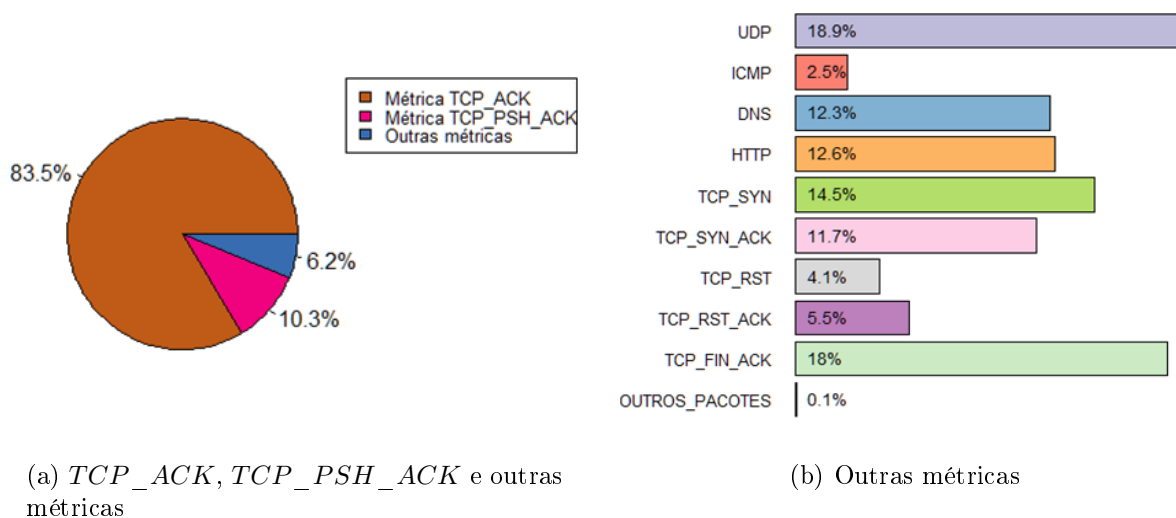 Métrica TCP_ACK
Métrica TCP_PSH_ACK
Outras métricas
83.5%
6.2%
10.3%
(a) TCP_ACK, TCP_PSH_ACK e outras
métricas
UDP 18.9%
ICMP 2.5%
DNS 12.3%
HTTP 12.6%
TCP_SYN 14.5%
TCP_SYN_ACK 11.7%
TCP_RST 4.1%
TCP_RST_ACK 5.5%
TCP_FIN_ACK 18%
OUTROS_PACOTES 0.1%
(b) Outras métricas